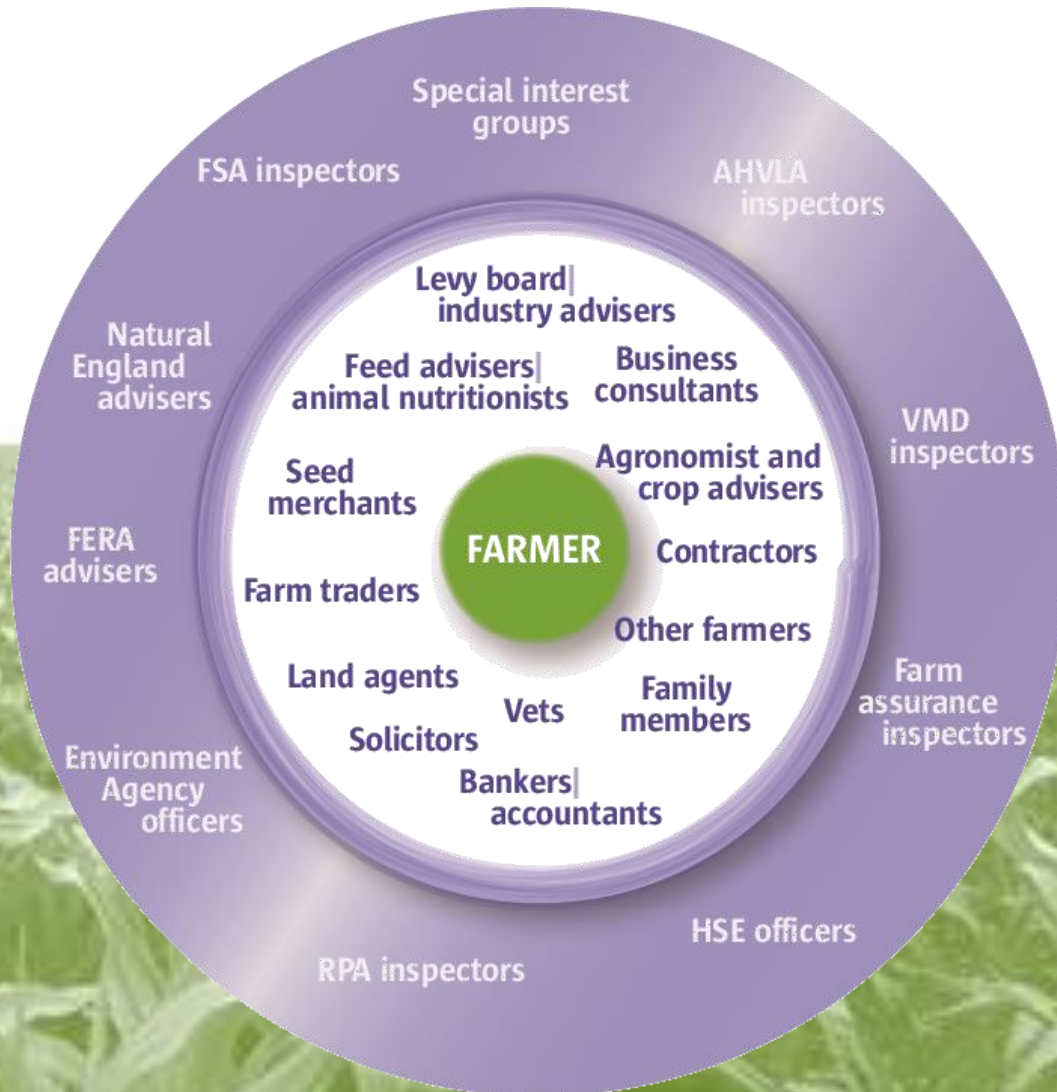 Special interest
groups
FSA inspectors
AHVLA
inspectors
Natural
England
advisers
VMD
inspectors
FERA
advisers
Farm
assurance
inspectors
Environment
Agency
officers
HSE officers
RPA inspectors
Levy board|
industry advisers
Feed advisers|
animal nutritionists
Business
consultants
Seed
merchants
Agronomist and
crop advisers
FARMER
Contractors
Farm traders
Other farmers
Land agents
Vets
Family
members
Solicitors
Bankers|
accountants